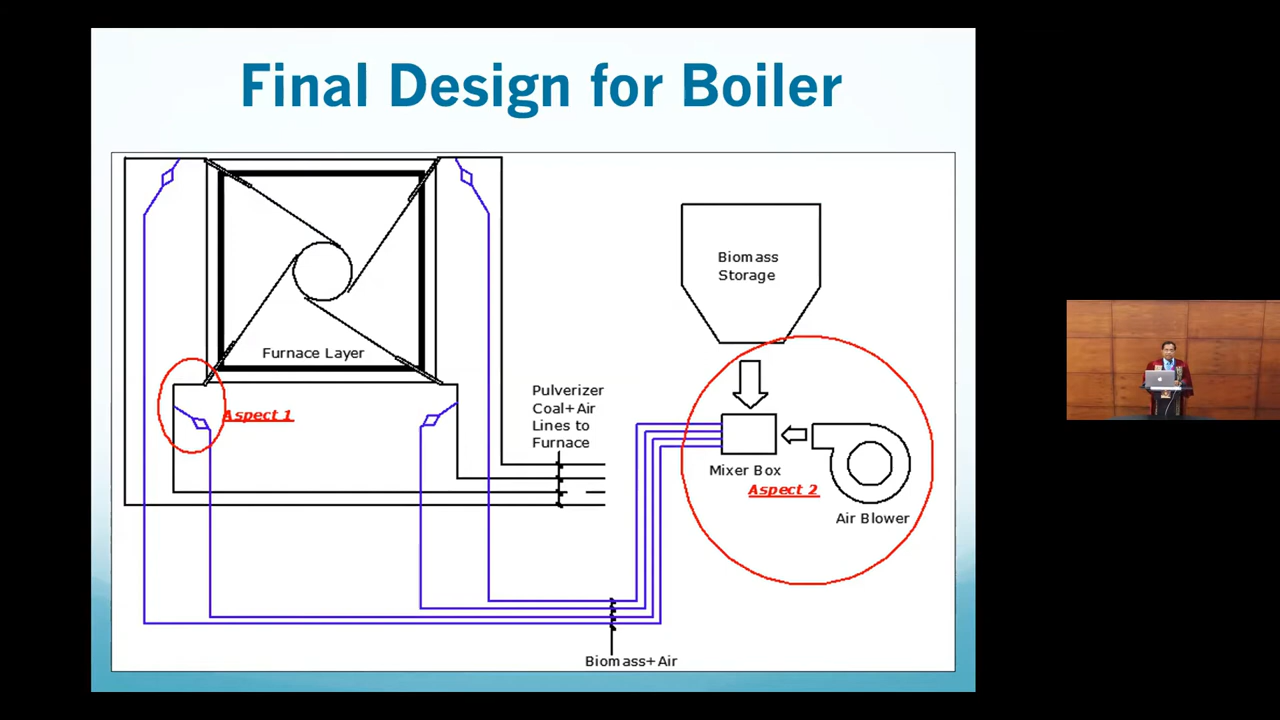 Final Design for Boiler
Biomass
Storage
Furnace Layer
Pulverizer
Coal+Air
Lines to
Furnace
Aspect 1
Mixer Box
Aspect 2
Air Blower
Biomass+Air